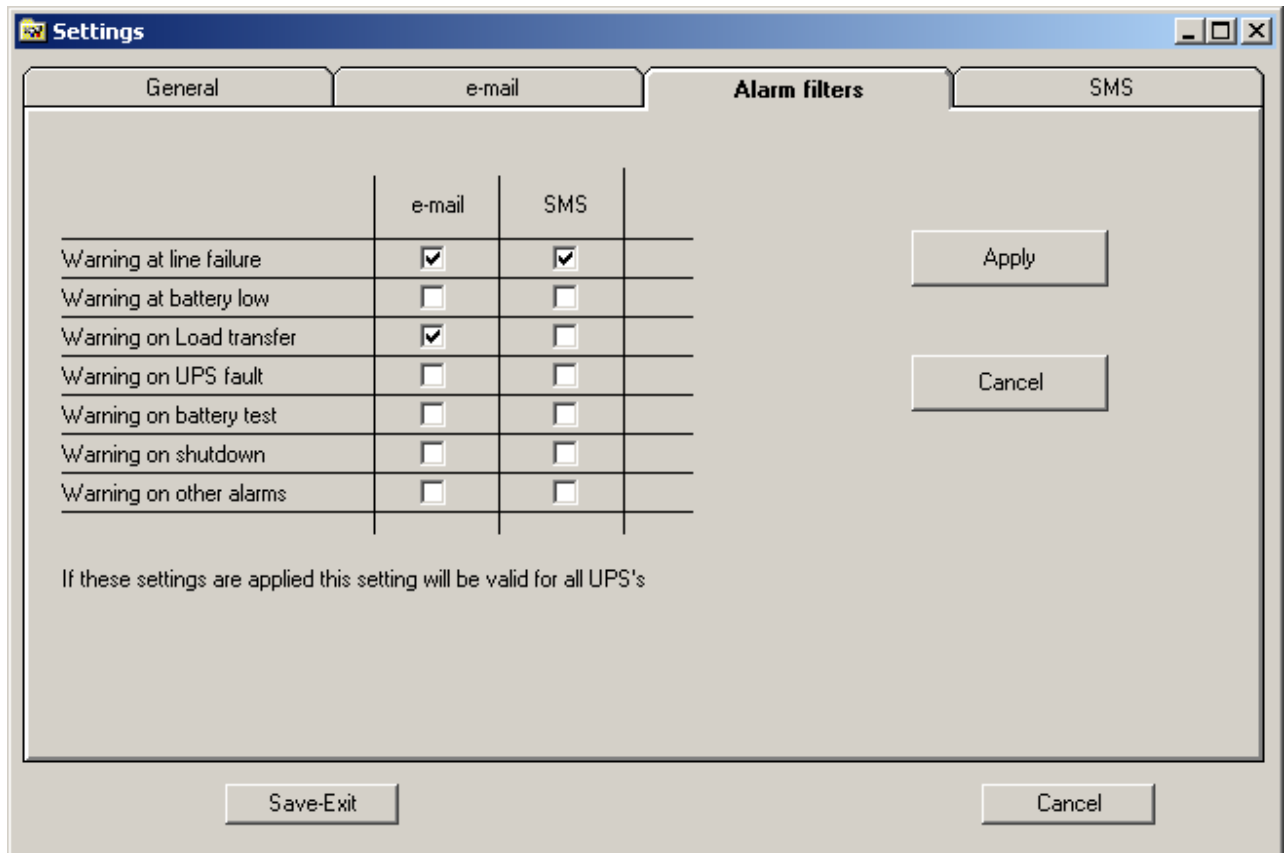 Settings
General e-mail Alarm filters SMS
e-mail SMS
Warning at line failure
Warning at battery low
Warning on Load transfer
Warning on UPS fault
Warning on battery test
Warning on shutdown
Warning on other alarms
Apply
Cancel
If these settings are applied this setting will be valid for all UPS's
Save-Exit Cancel